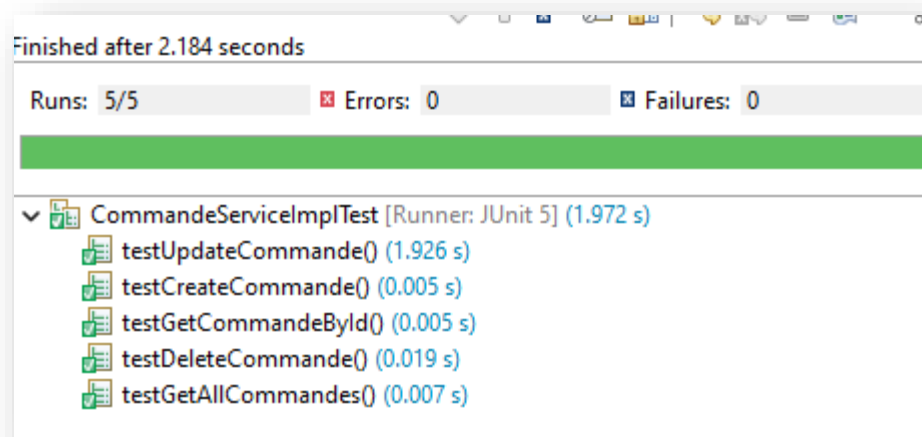 Finished after 2.184 seconds
Runs: 5/5 Errors: 0 Failures: 0
CommandeServiceImplTest [Runner: JUnit 5] (1.972 s)
testUpdateCommande() (1.926 s)
testCreateCommande() (0.005 s)
testGetCommandeById() (0.005 s)
testDeleteCommande() (0.019 s)
testGetAllCommandes() (0.007 s)